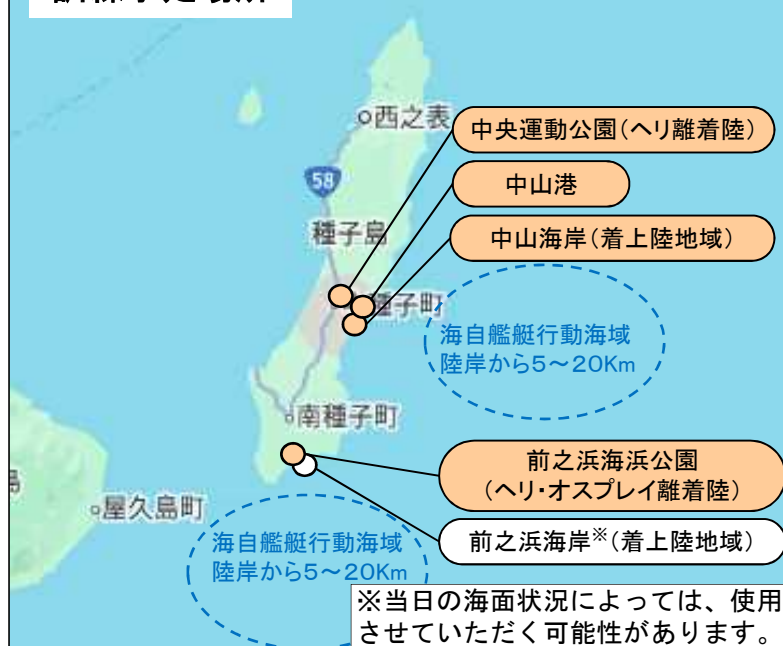 西之表
中央運動公園(ヘリ離着陸)
58
中山港
種子島
中山海岸(着上陸地域)
種子町
海自艦艇行動海域
陸岸から5~20Km
南種子町
前之浜海浜公園
(ヘリ・オスプレイ離着陸)
島
屋久島町
海自艦艇行動海域
陸岸から5~20Km
前之浜海岸※(着上陸地域)
※当日の海面状況によっては、使用
させていただく可能性があります。